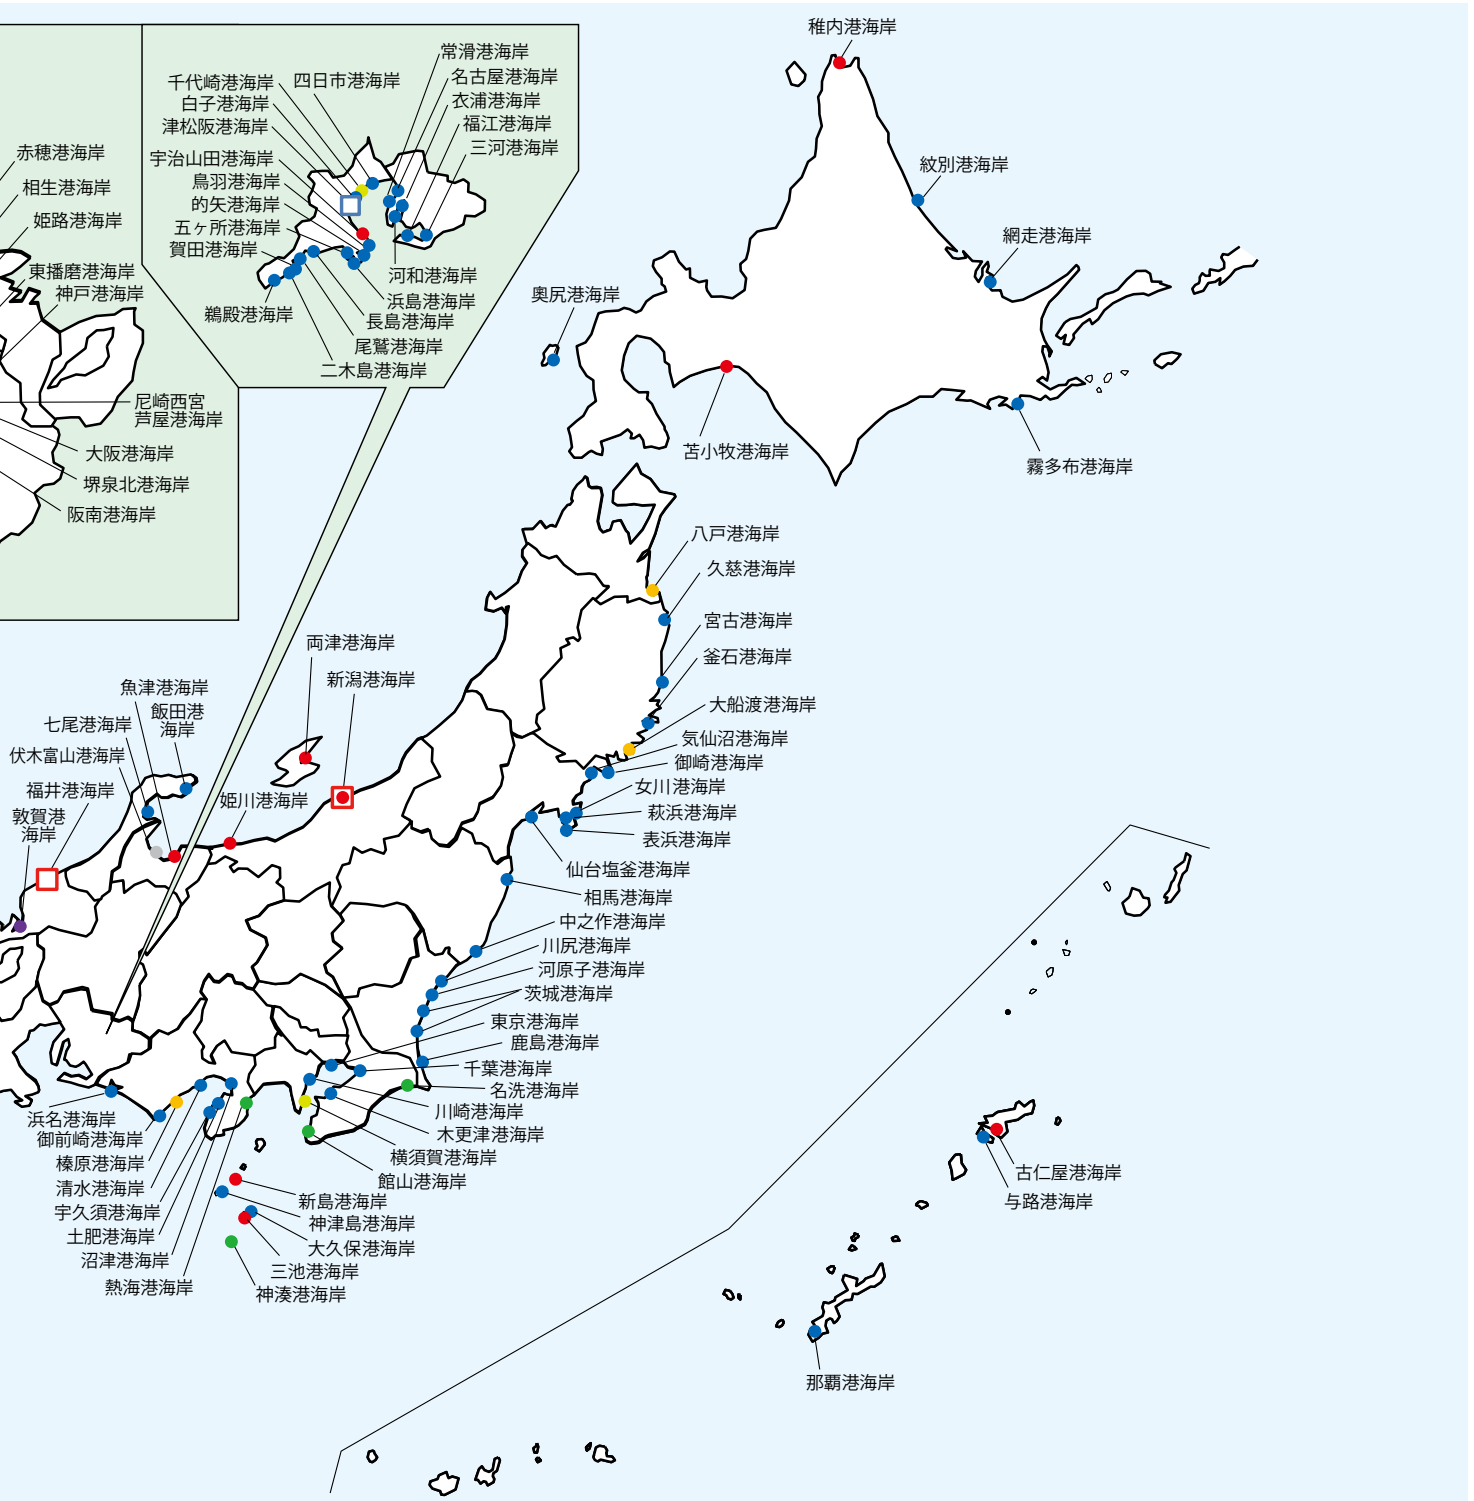 稚内港海岸
紋別港海岸
網走港海岸
奥尻港海岸
苫小牧港海岸
霧多布港海岸
常滑港海岸
名古屋港海岸
衣浦港海岸
福江港海岸
三河港海岸
四日市港海岸
千代崎港海岸
白子港海岸
津松阪港海岸
宇治山田港海岸
鳥羽港海岸
的矢港海岸
五ヶ所港海岸
賀田港海岸
鵜殿港海岸
河和港海岸
浜島港海岸
長島港海岸
尾鷲港海岸
二木島港海岸
赤穂港海岸
相生港海岸
姫路港海岸
東播磨港海岸
神戸港海岸
尼崎西宮
芦屋港海岸
大阪港海岸
堺泉北港海岸
阪南港海岸
八戸港海岸
久慈港海岸
宮古港海岸
釜石港海岸
大船渡港海岸
気仙沼港海岸
御崎港海岸
女川港海岸
萩浜港海岸
表浜港海岸
仙台塩釜港海岸
相馬港海岸
中之作港海岸
川尻港海岸
河原子港海岸
茨城港海岸
東京港海岸
鹿島港海岸
千葉港海岸
名洗港海岸
川崎港海岸
木更津港海岸
横須賀港海岸
館山港海岸
両津港海岸
新潟港海岸
魚津港海岸
飯田港
海岸
七尾港海岸
伏木富山港海岸
福井港海岸
姫川港海岸
敦賀港
海岸
浜名港海岸
御前崎港海岸
榛原港海岸
清水港海岸
宇久須港海岸
土肥港海岸
沼津港海岸
熱海港海岸
新島港海岸
神津島港海岸
大久保港海岸
三池港海岸
神湊港海岸
古仁屋港海岸
与路港海岸
那覇港海岸